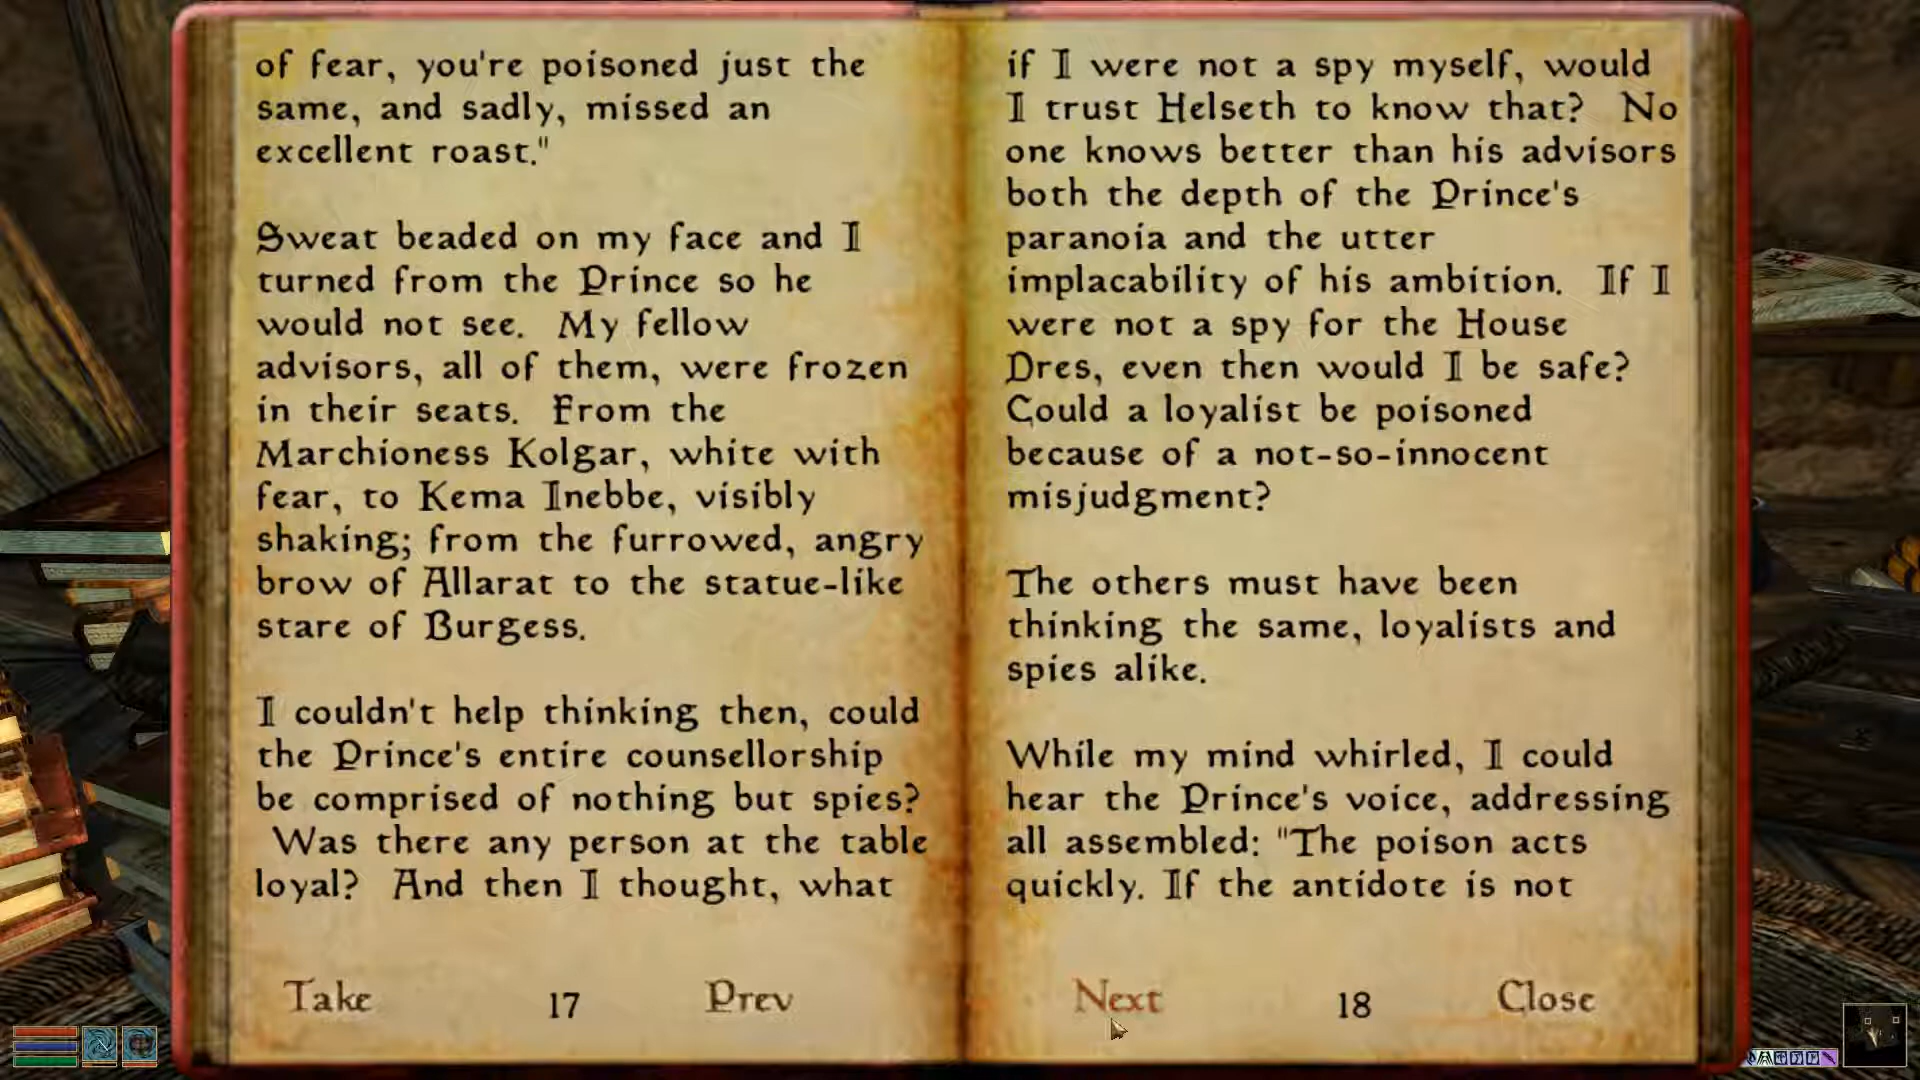 of fear, you're poisoned just the
same, and sadly, missed an
excellent roast."
Sweat beaded on my face and I
turned from the Prince so he
would not see. My fellow
advisors, all of them, were frozen
in their seats. From the
Marchioness Kolgar, white with
fear, to Kema Inebbe, visibly
shaking; from the furrowed, angry
brow of Allarat to the statue-like
stare of Burgess.
I couldn't help thinking then, could
the Prince's entire counsellorship
be comprised of nothing but spies?
Was there any person at the table
loyal? And then I thought, what
if I were not a spy myself, would
I trust Helseth to know that? No
one knows better than his advisors
both the depth of the Prince's
paranoia and the utter
implacability of his ambition. If I
were not a spy for the House
Dres, even then would I be safe?
Could a loyalist be poisoned
because of a not-so-innocent
misjudgment?
The others must have been
thinking the same, loyalists and
spies alike.
While my mind whirled, I could
hear the Prince's voice, addressing
all assembled: "The poison acts
quickly. If the antidote is not
Take 17 Prev Next 18 Close